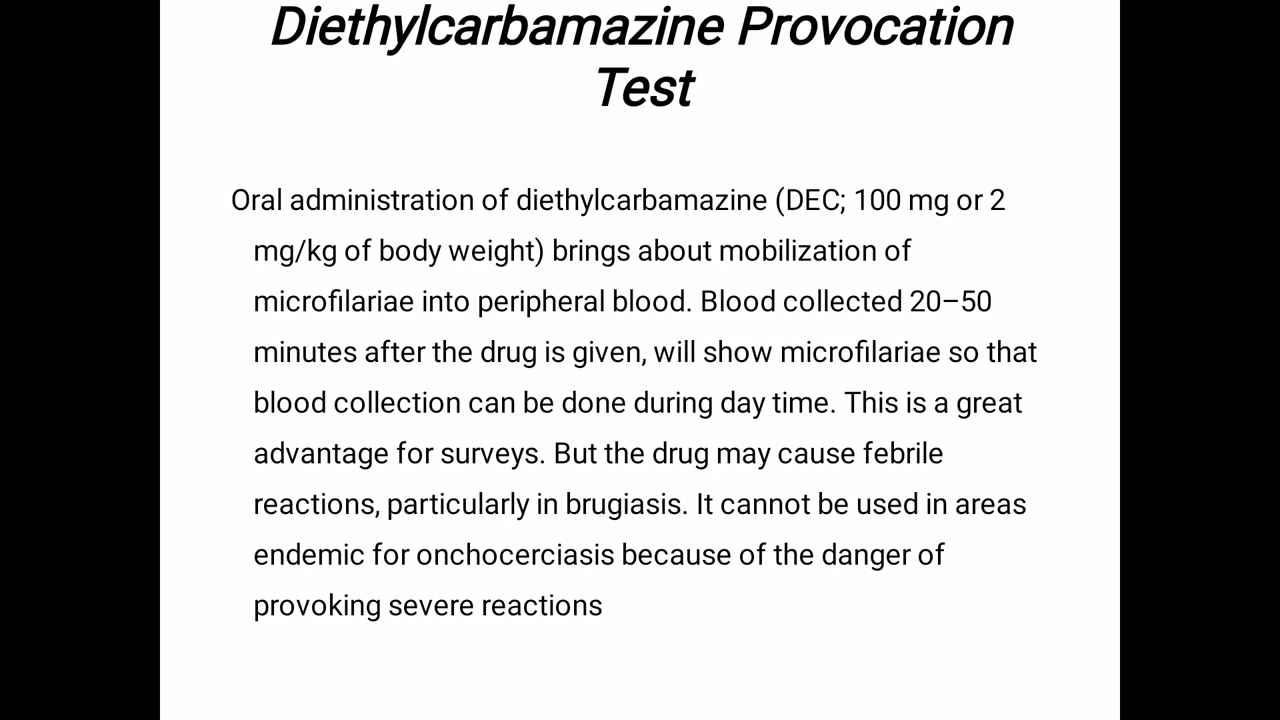 Diethylcarbamazine Provocation
Test
Oral administration of diethylcarbamazine (DEC; 100 mg or 2
mg/kg of body weight) brings about mobilization of
microfilariae into peripheral blood. Blood collected 20–50
minutes after the drug is given, will show microfilariae so that
blood collection can be done during day time. This is a great
advantage for surveys. But the drug may cause febrile
reactions, particularly in brugiasis. It cannot be used in areas
endemic for onchocerciasis because of the danger of
provoking severe reactions